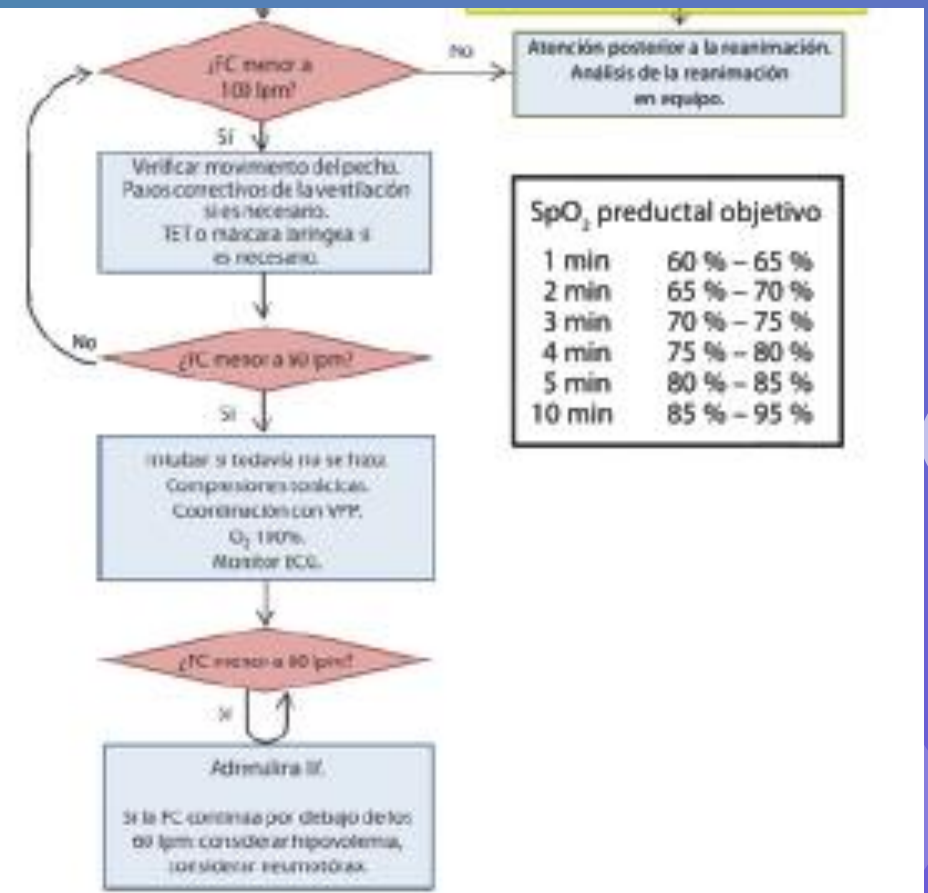 ¿FC menor a
100 lpm?
No
Atención posterior a la reanimación.
Análisis de la reanimación
en equipo.
Sí
Verificar movimiento del pecho.
Pasos correctivos de la ventilación
si es necesario.
TET o máscara laríngea si
es necesario.
SpO₂ preductal objetivo
1 min 60 % – 65 %
2 min 65 % – 70 %
3 min 70 % – 75 %
4 min 75 % – 80 %
5 min 80 % – 85 %
10 min 85 % – 95 %
No
¿FC menor a 60 lpm?
Sí
Intubar si todavía no se hizo.
Compresiones torácicas.
Coordinación con VPP.
O₂ 100%.
Monitor ECG.
¿FC menor a 60 lpm?
Sí
Adrenalina IV.
Si la FC continúa por debajo de los
60 lpm: considerar hipovolemia,
considerar neumotórax.